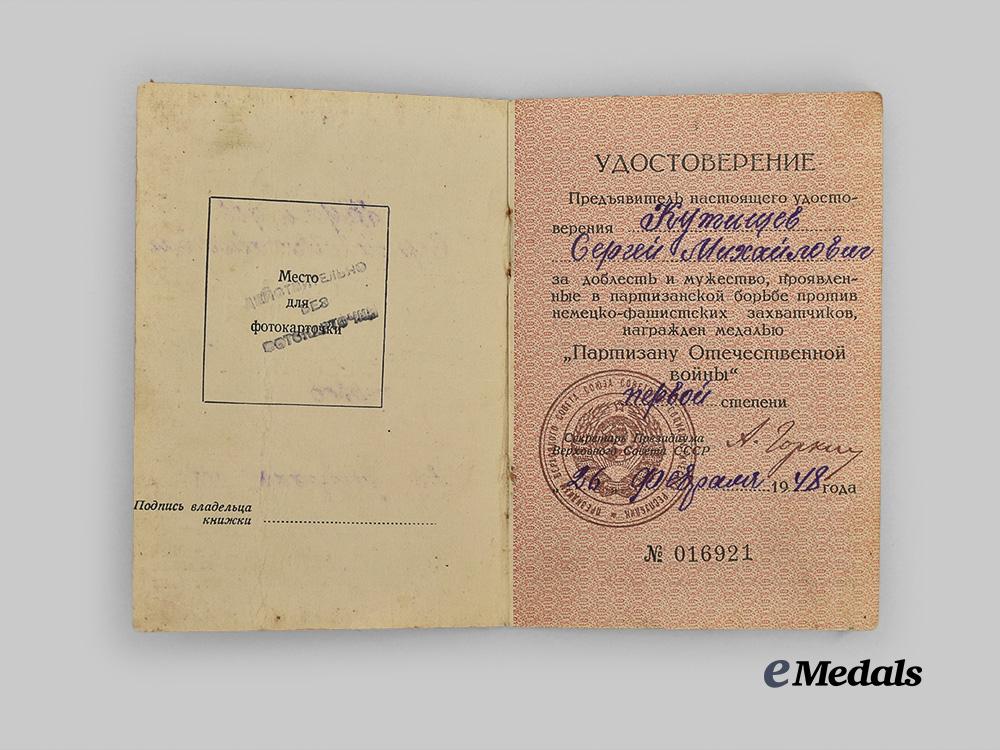 Место
для
фотокарточки
ДЕЙСТВИТЕЛЬНО
БЕЗ
ФОТОКАРТОЧКИ
Подпись владельца
книжки
УДОСТОВЕРЕНИЕ
Предъявитель настоящего удосто-
верения Кутищев
Сергей Михайлович
за доблесть и мужество, проявлен-
ные в партизанской борьбе против
немецко-фашистских захватчиков,
награжден медалью
„Партизану Отечественной
войны“
первой степени
Секретарь Президиума
Верховного Совета СССР А. Горкин
26 февраля 1948 года
№ 016921
eMedals